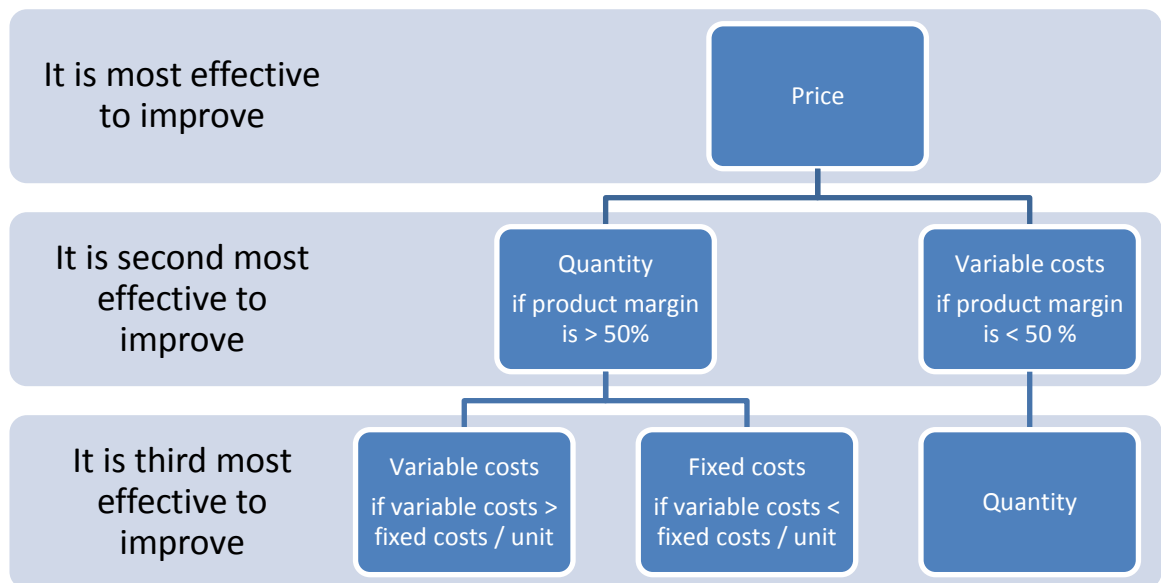 It is most effective
to improve
Price
It is second most
effective to
improve
Quantity
if product margin
is > 50%
Variable costs
if product margin
is < 50 %
It is third most
effective to
improve
Variable costs
if variable costs >
fixed costs / unit
Fixed costs
if variable costs <
fixed costs / unit
Quantity